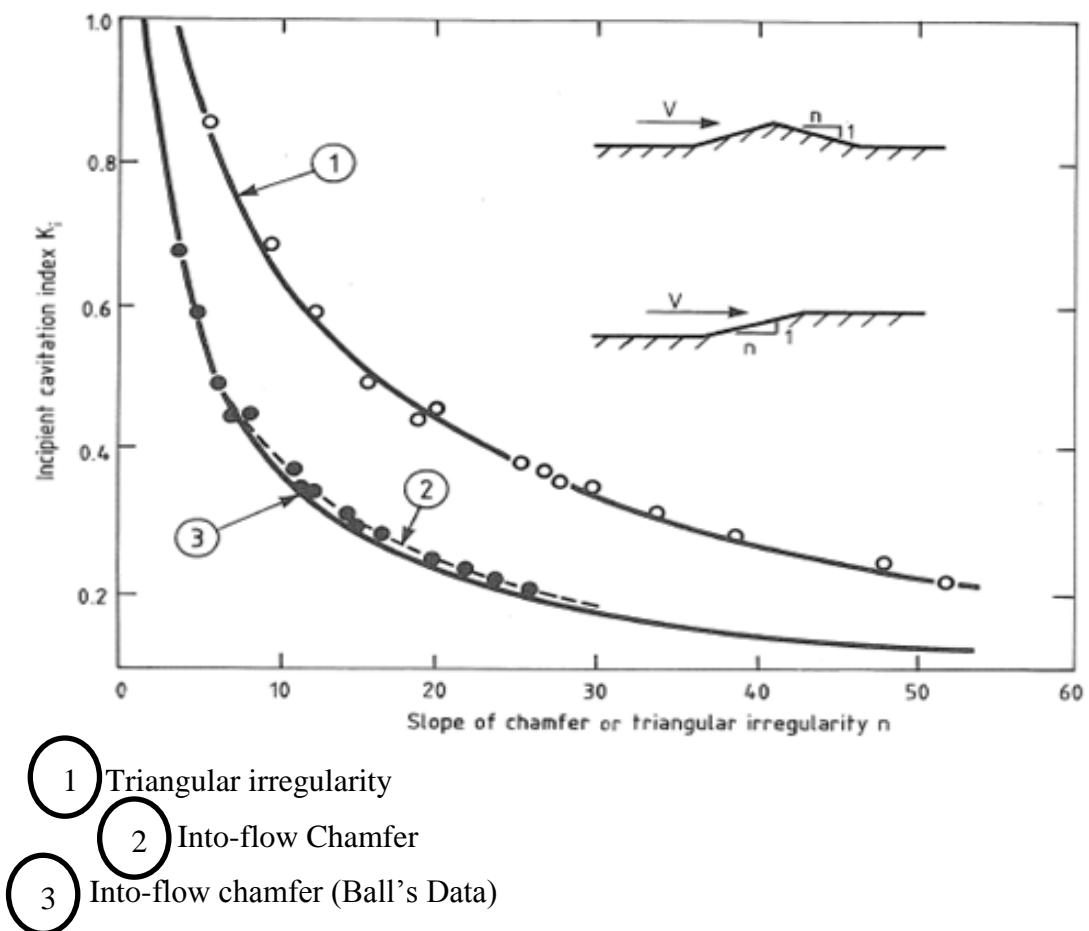 1.0
0.8
0.6
0.4
0.2
Incipient cavitation index Ki
V
n
1
V
n
1
1
2
3
0 10 20 30 40 50 60
Slope of chamfer or triangular irregularity n
1 Triangular irregularity
2 Into-flow Chamfer
3 Into-flow chamfer (Ball's Data)